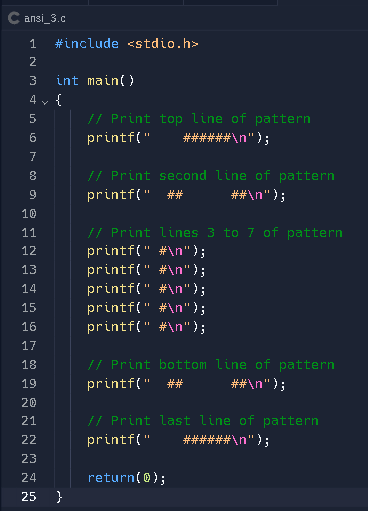 ansi_3.c
1 #include <stdio.h>
2
3 int main()
4 {
5     // Print top line of pattern
6     printf("    ######\n");
7
8     // Print second line of pattern
9     printf("  ##      ##\n");
10
11     // Print lines 3 to 7 of pattern
12     printf(" #\n");
13     printf(" #\n");
14     printf(" #\n");
15     printf(" #\n");
16     printf(" #\n");
17
18     // Print bottom line of pattern
19     printf("  ##      ##\n");
20
21     // Print last line of pattern
22     printf("    ######\n");
23
24     return(0);
25 }